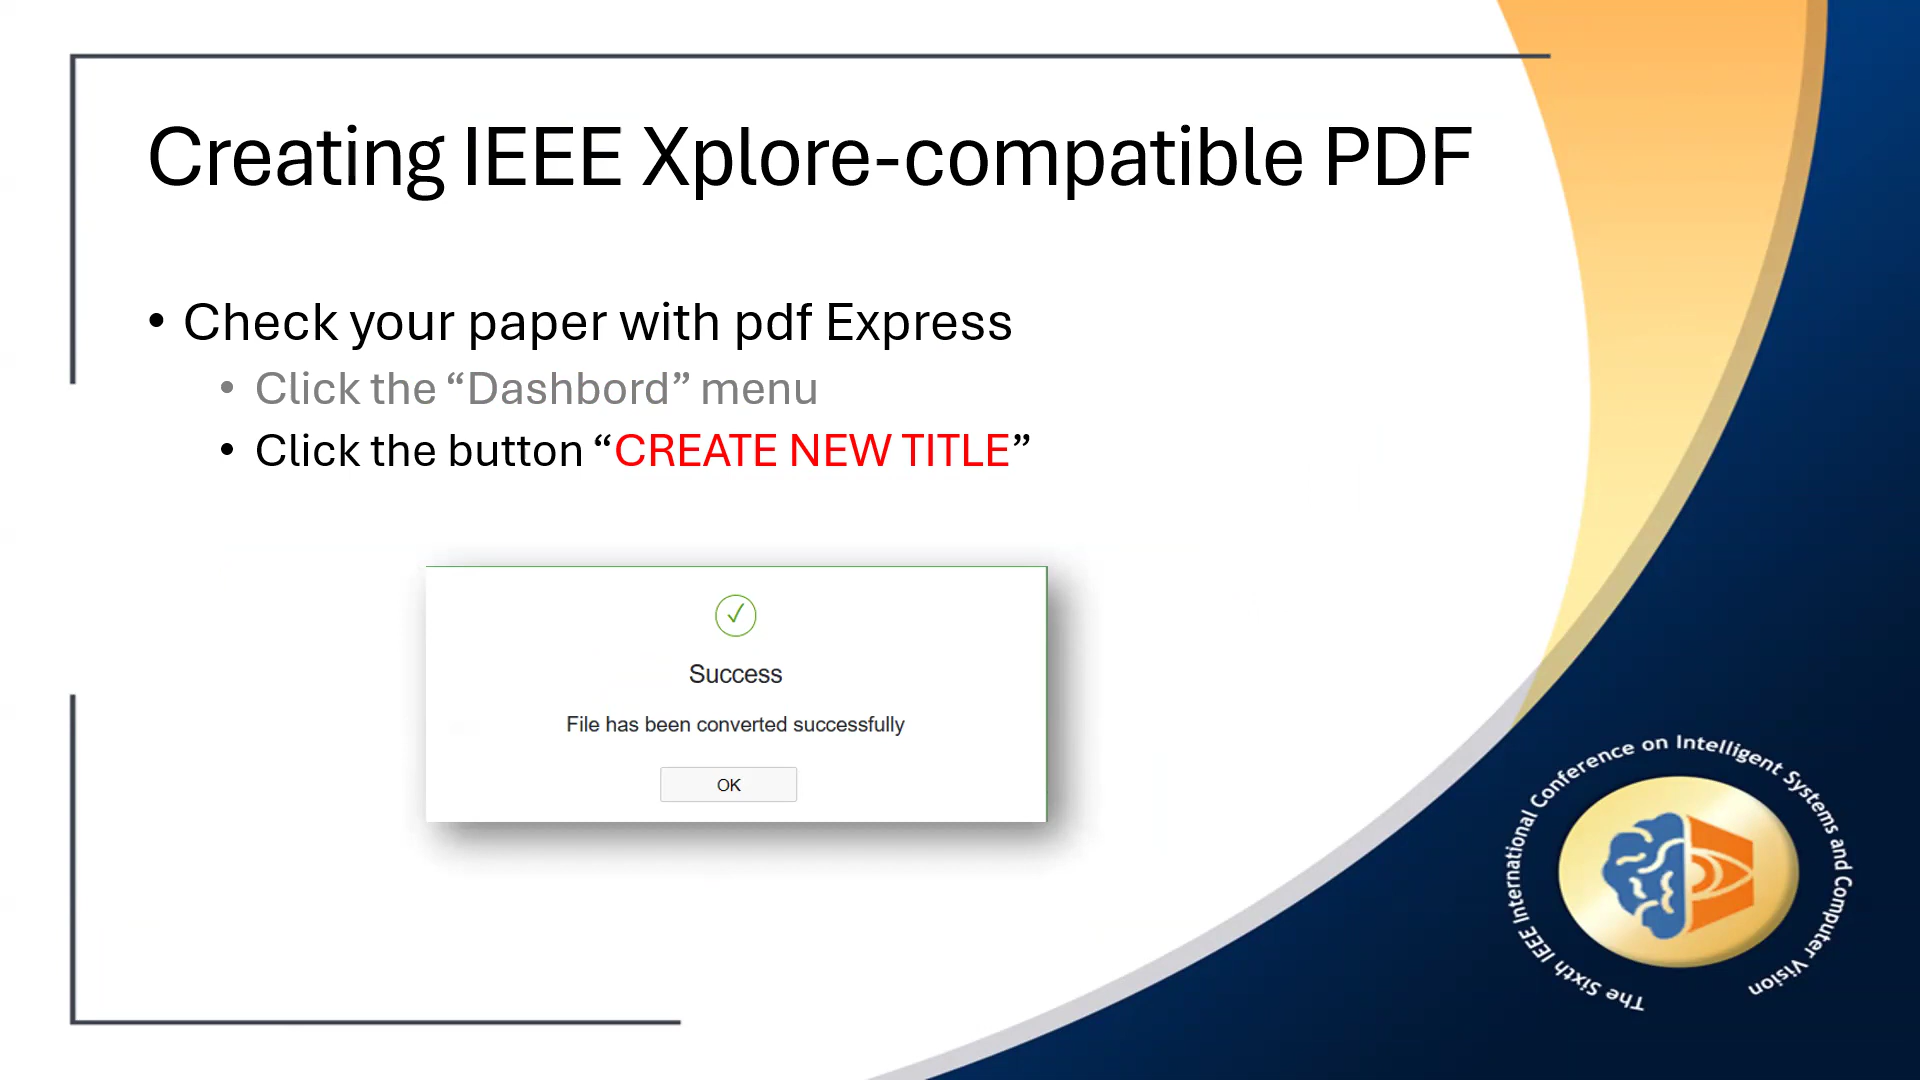 Creating IEEE Xplore-compatible PDF
• Check your paper with pdf Express
• Click the “Dashbord” menu
• Click the button “CREATE NEW TITLE”
Success
File has been converted successfully
OK
The Sixth IEEE International Conference on Intelligent Systems and Computer Vision